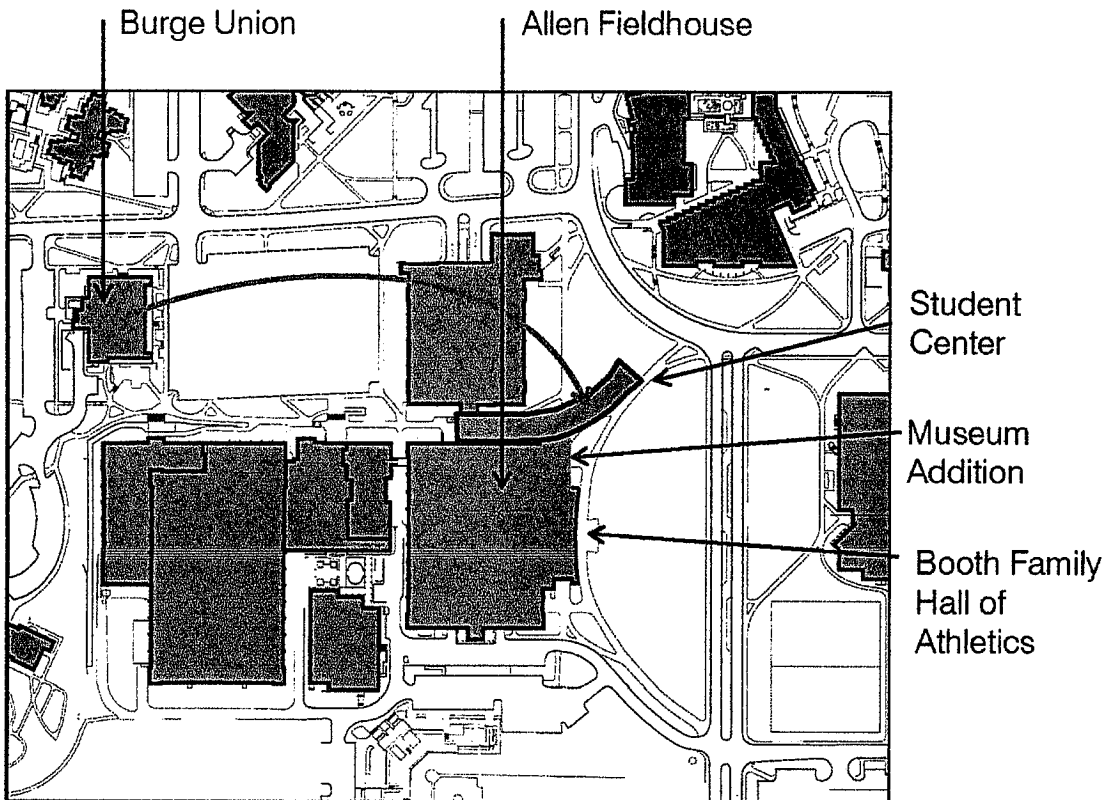 Burge Union
Allen Fieldhouse
Student
Center
Museum
Addition
Booth Family
Hall of
Athletics